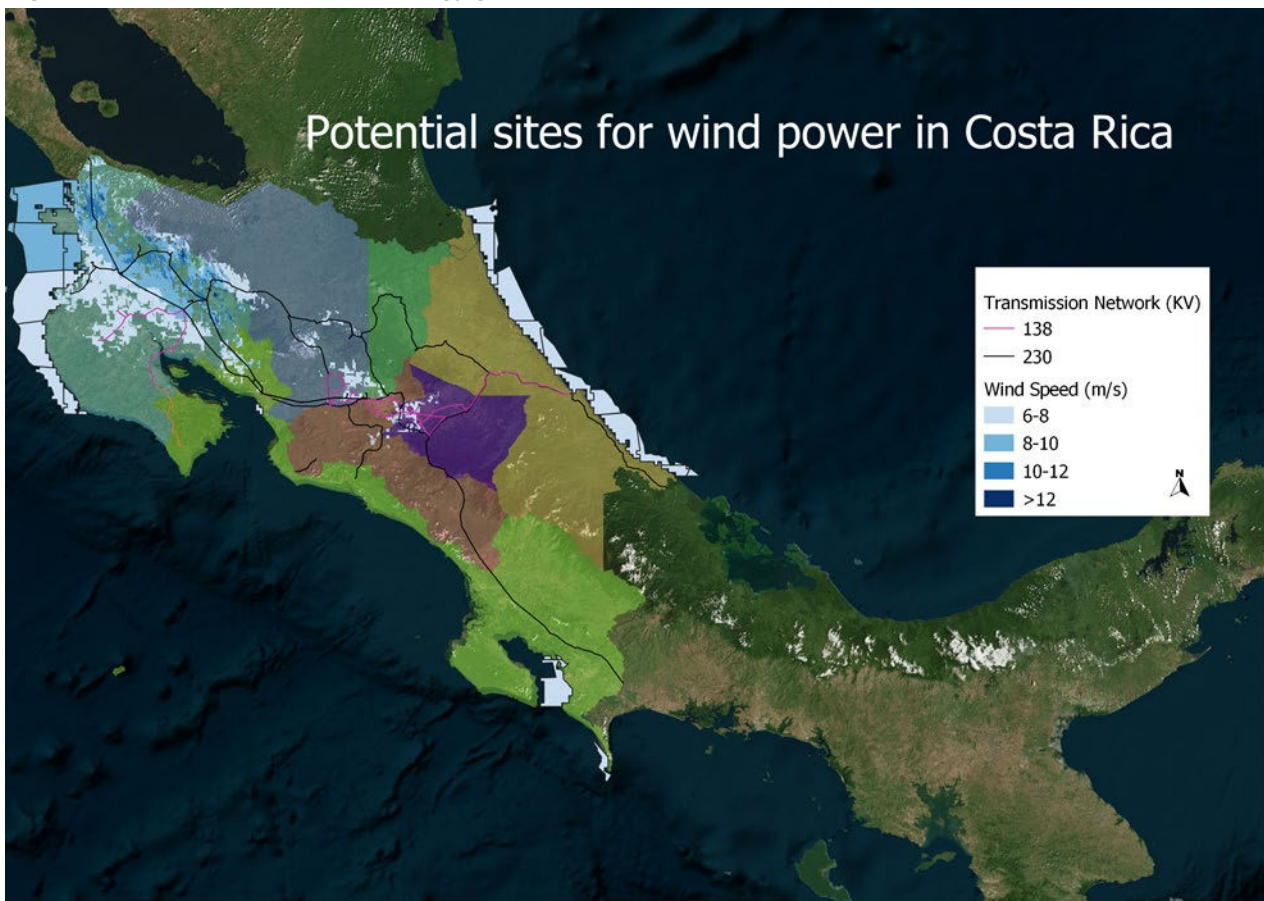 Potential sites for wind power in Costa Rica
Transmission Network (KV)
138
230
Wind Speed (m/s)
6-8
8-10
10-12
>12
N